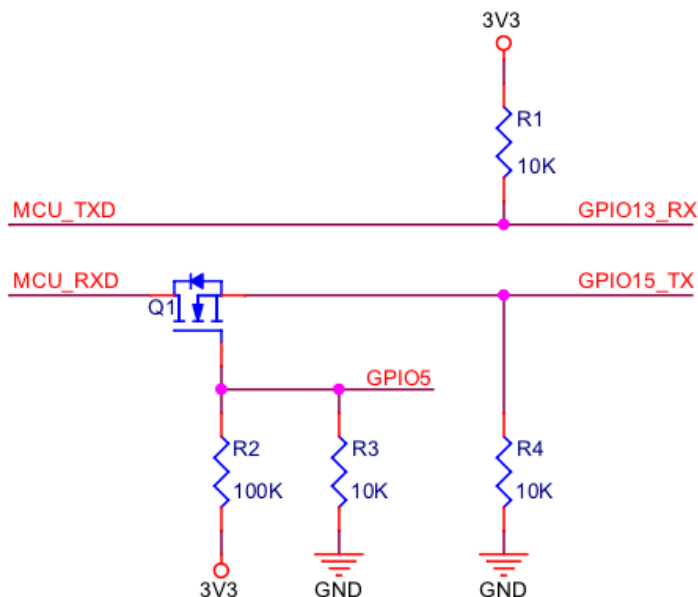 3V3
R1
10K
MCU_TXD
GPIO13_RX
MCU_RXD
GPIO15_TX
Q1
GPIO5
R2
100K
R3
10K
R4
10K
3V3
GND
GND